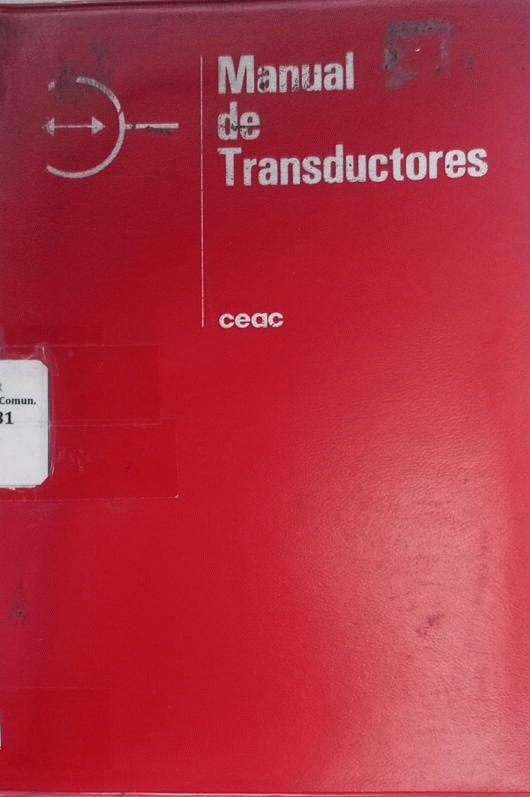 Manual
de
Transductores
ceac
Comun.
31